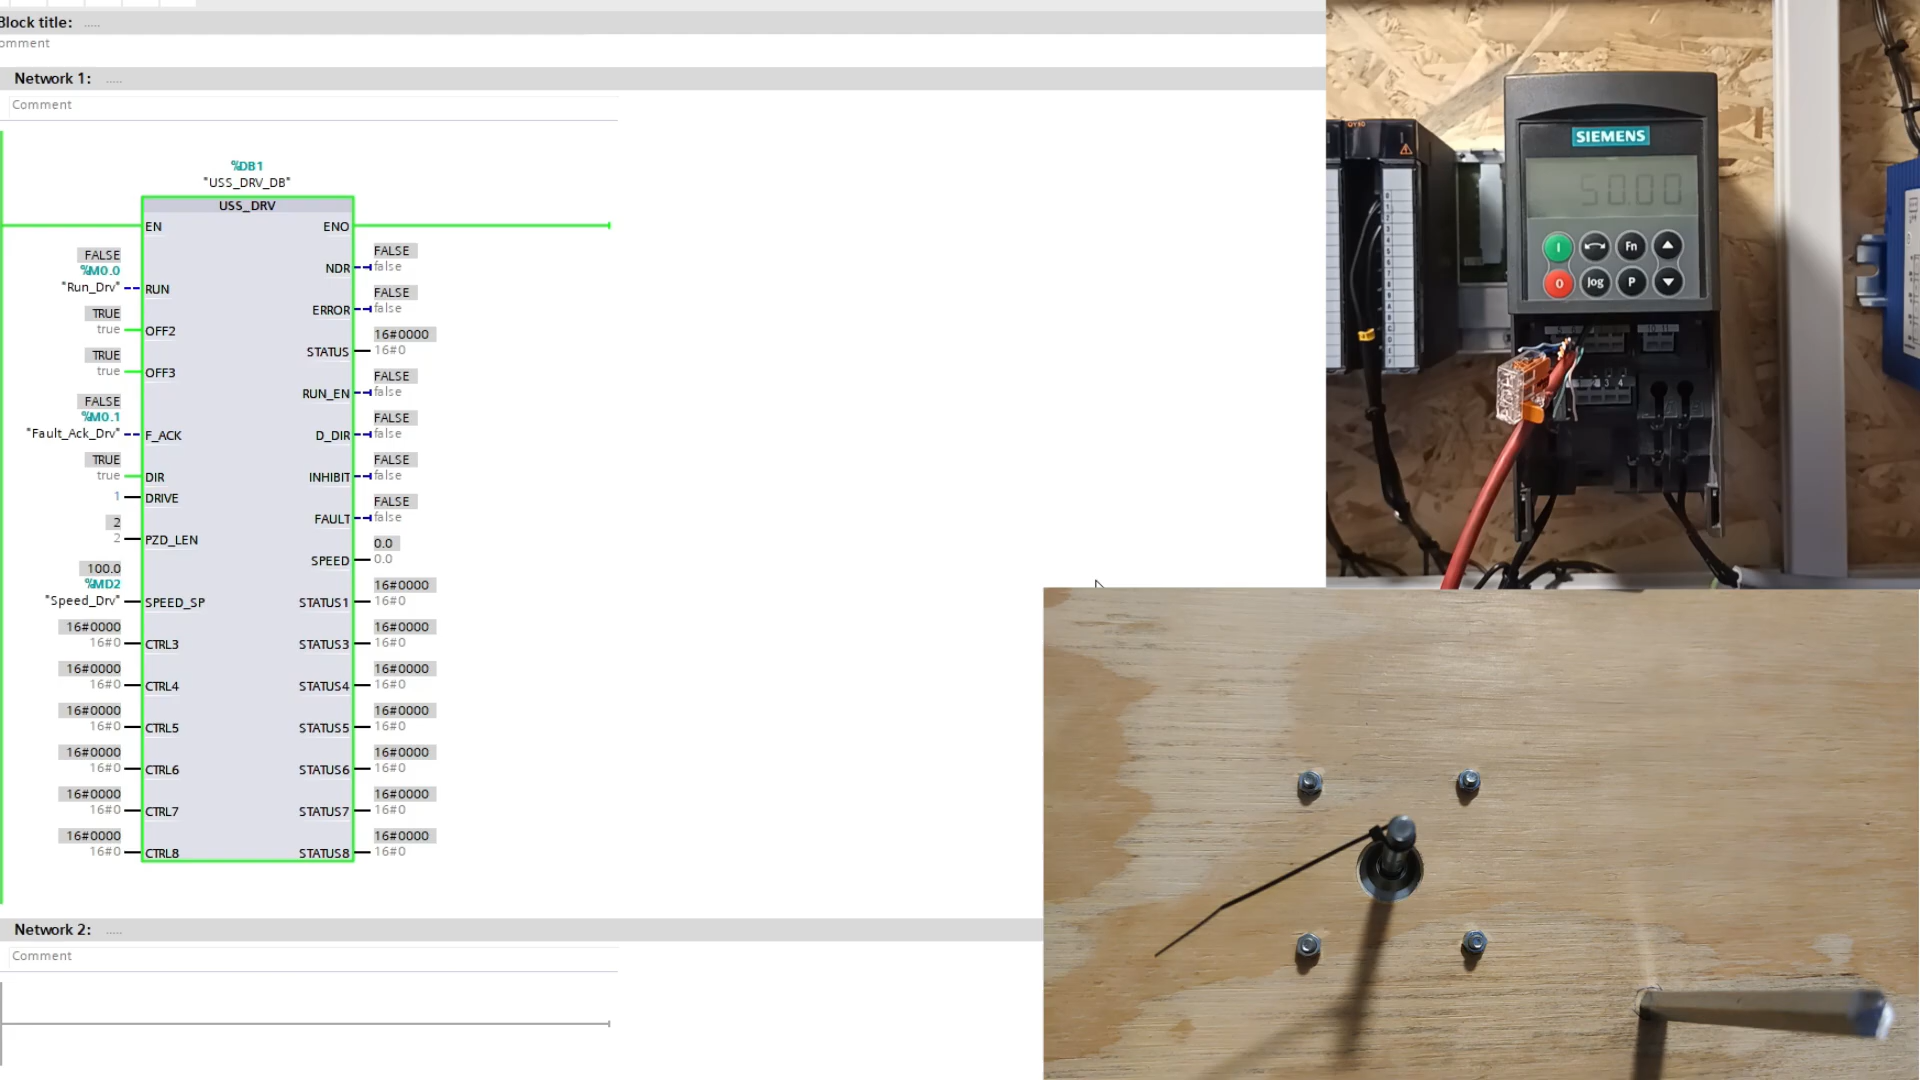 Block title: .....
omment
Network 1: .....
Comment
%DB1
"USS_DRV_DB"
USS_DRV
EN
ENO
FALSE
%M0.0
"Run_Drv"
RUN
TRUE
true
OFF2
TRUE
true
OFF3
FALSE
%M0.1
"Fault_Ack_Drv"
F_ACK
TRUE
true
DIR
1
DRIVE
2
2
PZD_LEN
100.0
%MD2
"Speed_Drv"
SPEED_SP
16#0000
16#0
CTRL3
16#0000
16#0
CTRL4
16#0000
16#0
CTRL5
16#0000
16#0
CTRL6
16#0000
16#0
CTRL7
16#0000
16#0
CTRL8
FALSE
NDR
false
FALSE
ERROR
false
16#0000
STATUS
16#0
FALSE
RUN_EN
false
FALSE
D_DIR
false
FALSE
INHIBIT
false
FALSE
FAULT
false
0.0
SPEED
0.0
16#0000
STATUS1
16#0
16#0000
STATUS3
16#0
16#0000
STATUS4
16#0
16#0000
STATUS5
16#0
16#0000
STATUS6
16#0
16#0000
STATUS7
16#0
16#0000
STATUS8
16#0
Network 2: .....
Comment
SIEMENS
50.00
I
Fn
0
Jog
P